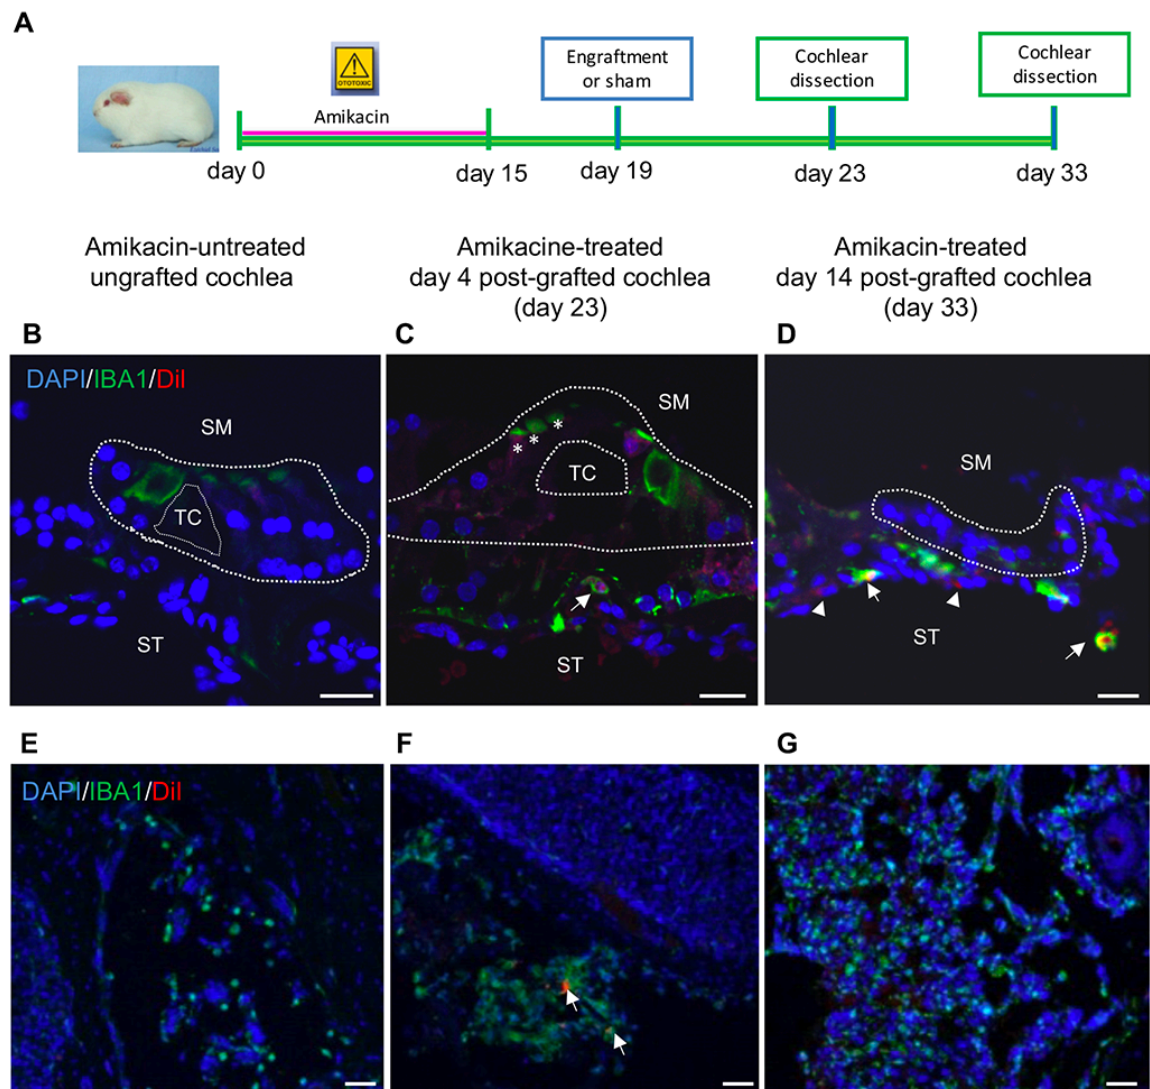 A
OTOTOXIC
Amikacin
Engraftment
or sham
Cochlear
dissection
Cochlear
dissection
day 0
day 15
day 19
day 23
day 33
Amikacin-untreated
ungrafted cochlea
Amikacine-treated
day 4 post-grafted cochlea
(day 23)
Amikacin-treated
day 14 post-grafted cochlea
(day 33)
B
DAPI/IBA1/DiI
SM
TC
ST
C
SM
* * *
TC
ST
D
SM
ST
E
DAPI/IBA1/DiI
F
G